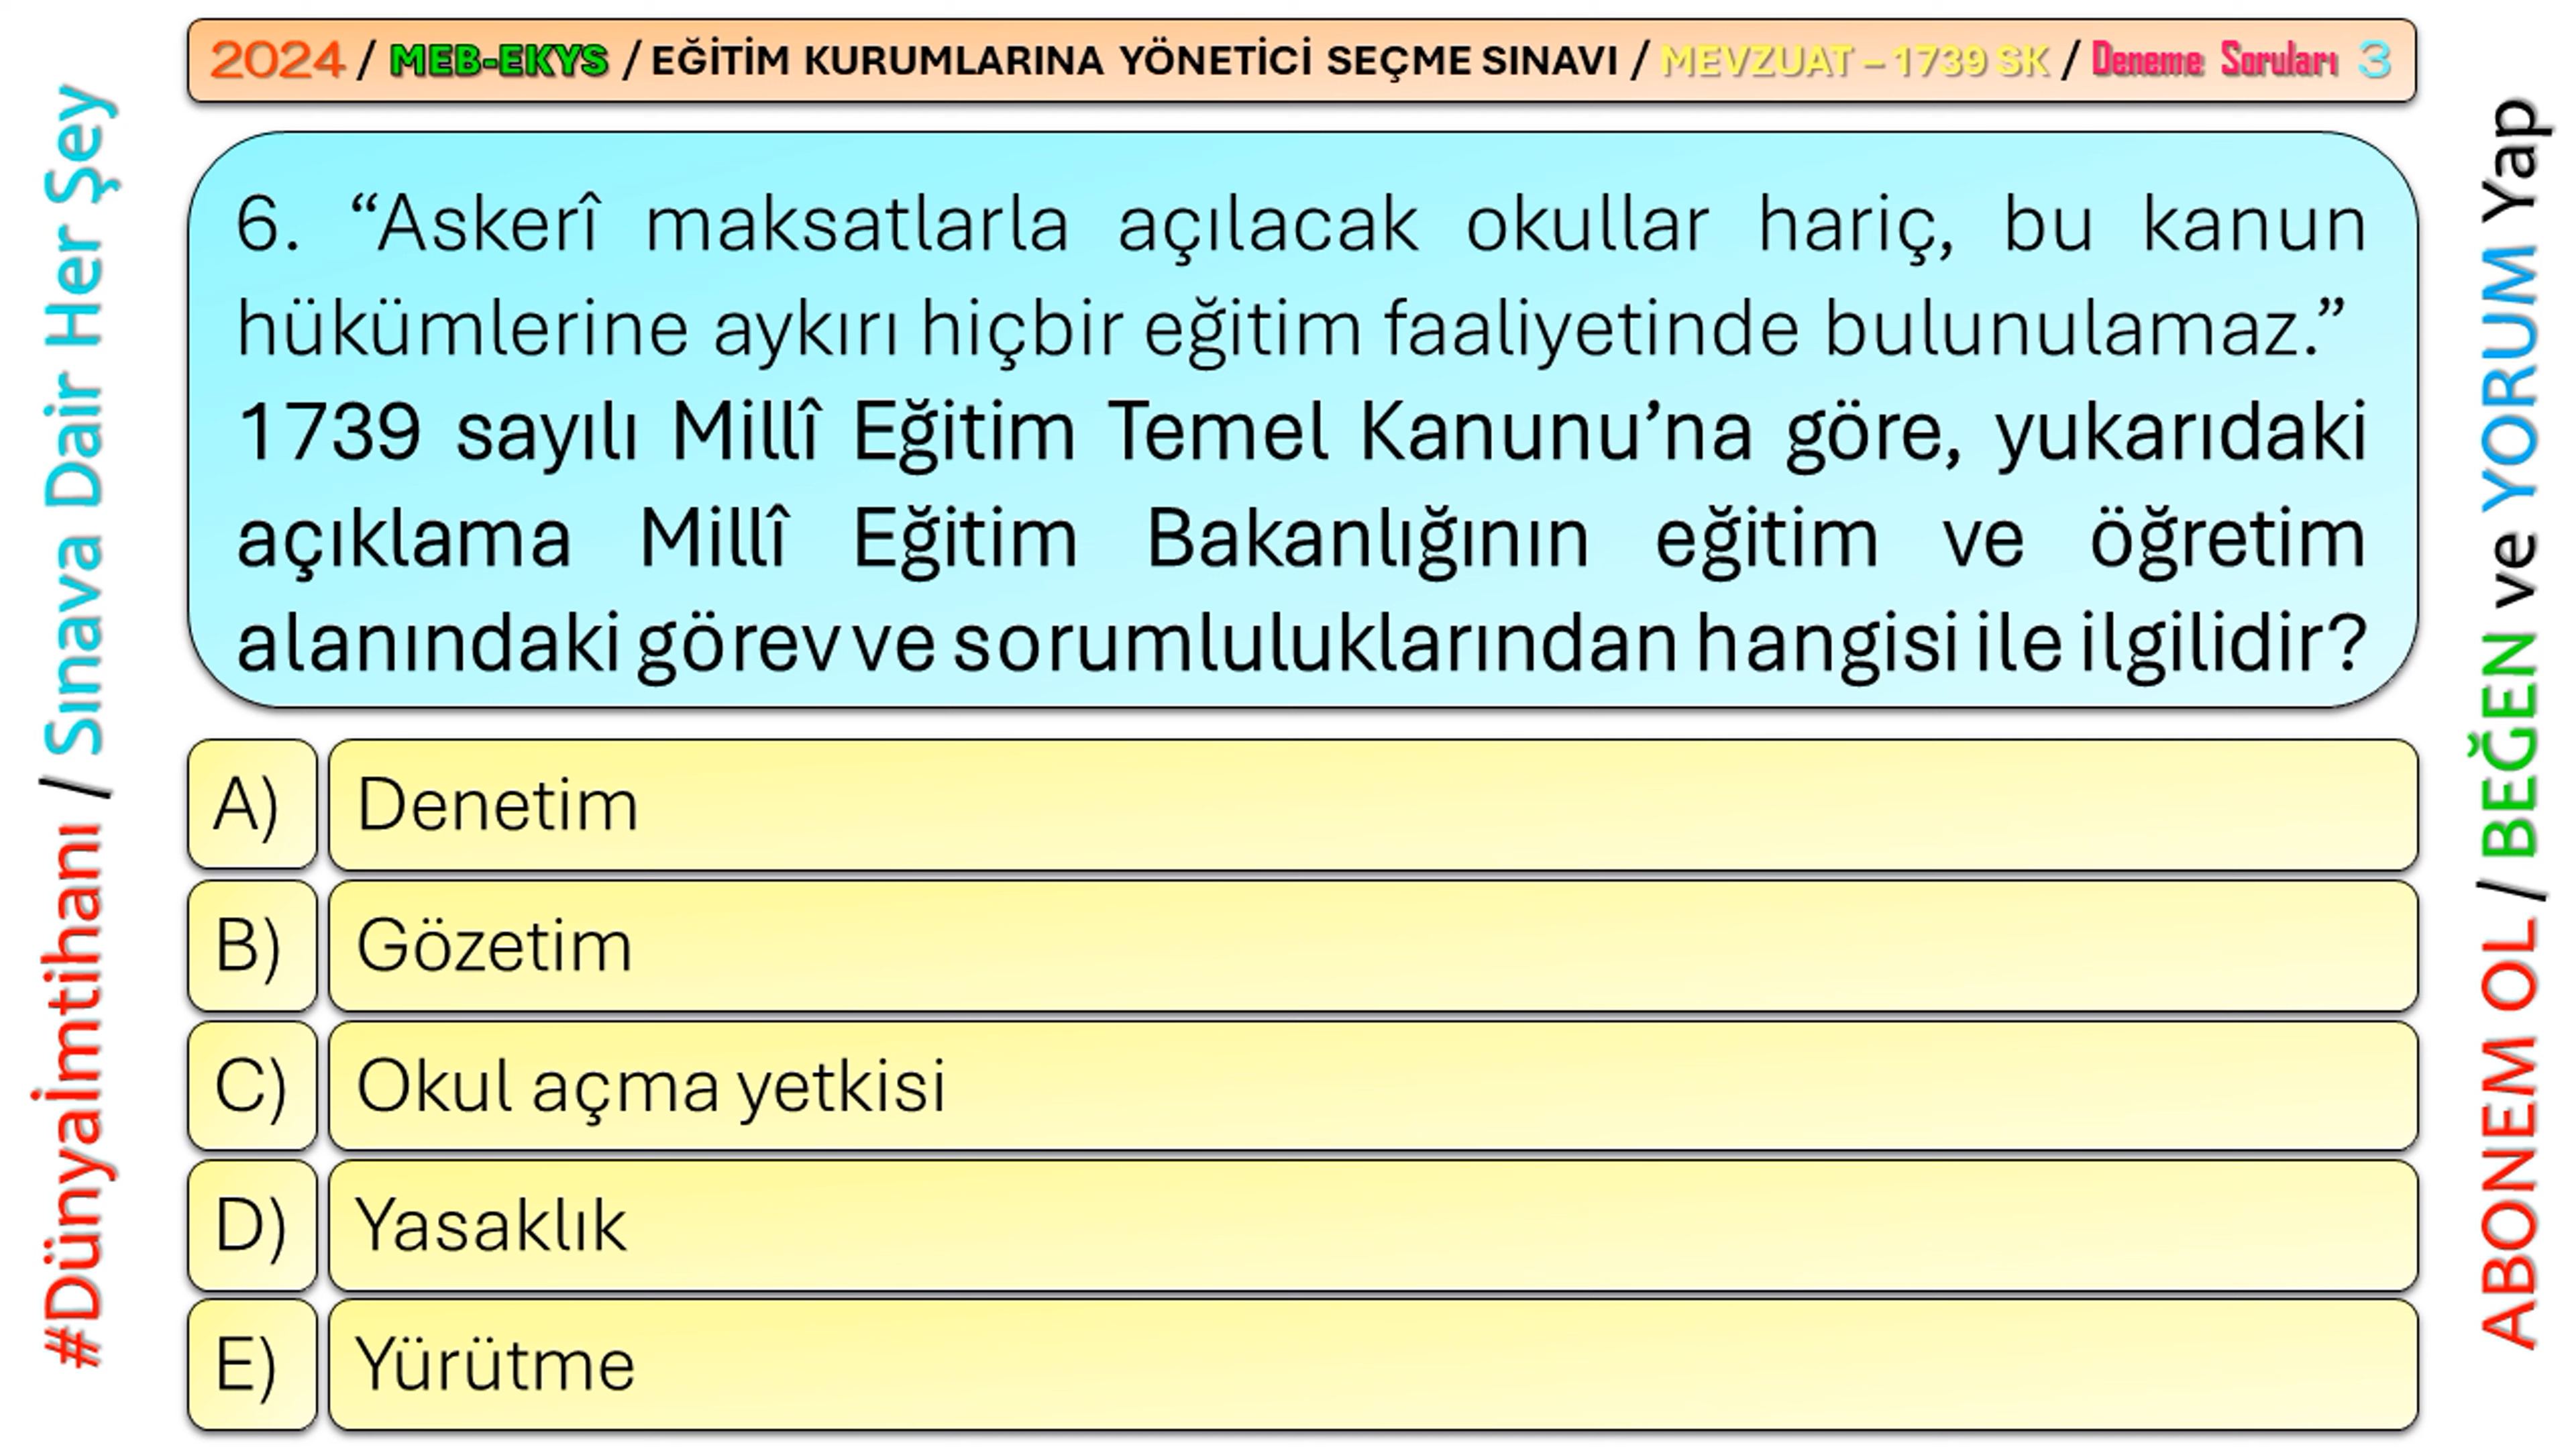 2024 / MEB-EKYS / EĞİTİM KURUMLARINA YÖNETİCİ SEÇME SINAVI / MEVZUAT – 1739 SK / Deneme Soruları 3
#Dünyaİmtihanı / Sınava Dair Her Şey
6. “Askerî maksatlarla açılacak okullar hariç, bu kanun
hükümlerine aykırı hiçbir eğitim faaliyetinde bulunulamaz.”
1739 sayılı Millî Eğitim Temel Kanunu’na göre, yukarıdaki
açıklama Millî Eğitim Bakanlığının eğitim ve öğretim
alanındaki görev ve sorumluluklarından hangisi ile ilgilidir?
A) Denetim
B) Gözetim
C) Okul açma yetkisi
D) Yasaklık
E) Yürütme
ABONEM OL / BEĞEN ve YORUM Yap